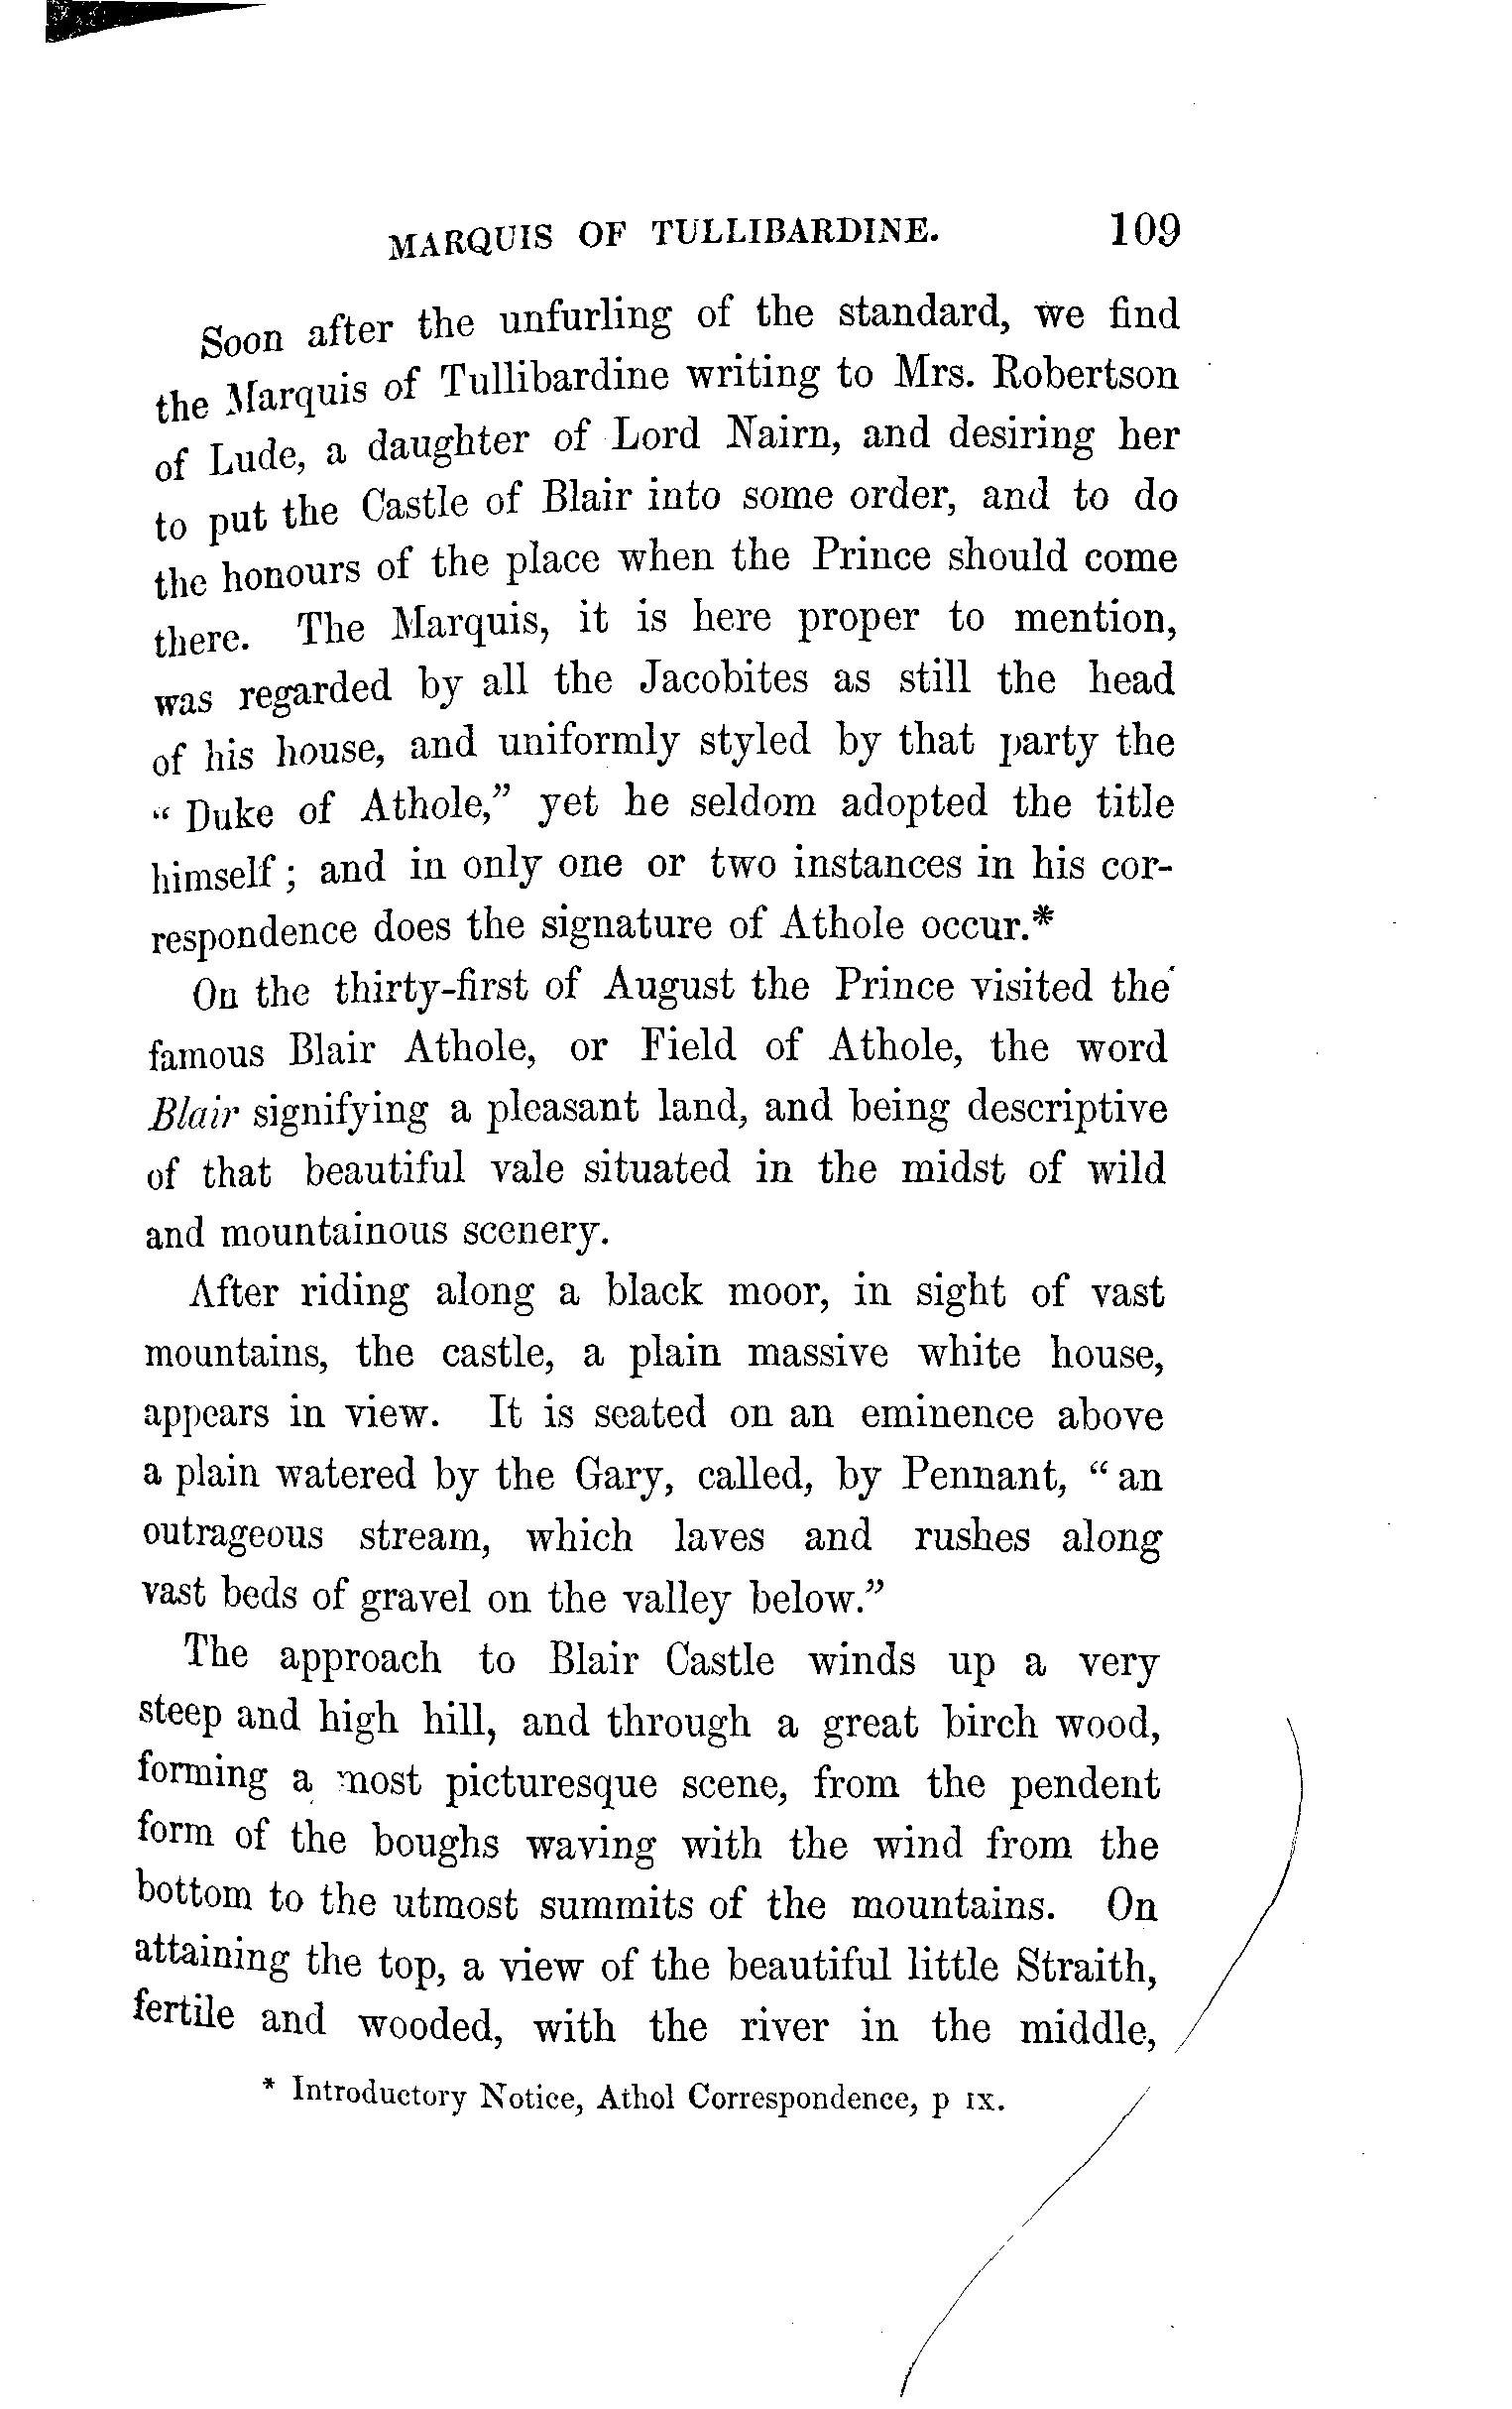 MARQUIS OF TULLIBARDINE. 109
Soon after the unfurling of the standard, we find
the Marquis of Tullibardine writing to Mrs. Robertson
of Lude, a daughter of Lord Nairn, and desiring her
to put the Castle of Blair into some order, and to do
the honours of the place when the Prince should come
there. The Marquis, it is here proper to mention,
was regarded by all the Jacobites as still the head
of his house, and uniformly styled by that party the
“ Duke of Athole,” yet he seldom adopted the title
himself ; and in only one or two instances in his cor-
respondence does the signature of Athole occur.*
On the thirty-first of August the Prince visited the
famous Blair Athole, or Field of Athole, the word
Blair signifying a pleasant land, and being descriptive
of that beautiful vale situated in the midst of wild
and mountainous scenery.
After riding along a black moor, in sight of vast
mountains, the castle, a plain massive white house,
appears in view. It is seated on an eminence above
a plain watered by the Gary, called, by Pennant, “ an
outrageous stream, which laves and rushes along
vast beds of gravel on the valley below.”
The approach to Blair Castle winds up a very
steep and high hill, and through a great birch wood,
forming a most picturesque scene, from the pendent
form of the boughs waving with the wind from the
bottom to the utmost summits of the mountains. On
attaining the top, a view of the beautiful little Straith,
fertile and wooded, with the river in the middle,
* Introductory Notice, Athol Correspondence, p IX.